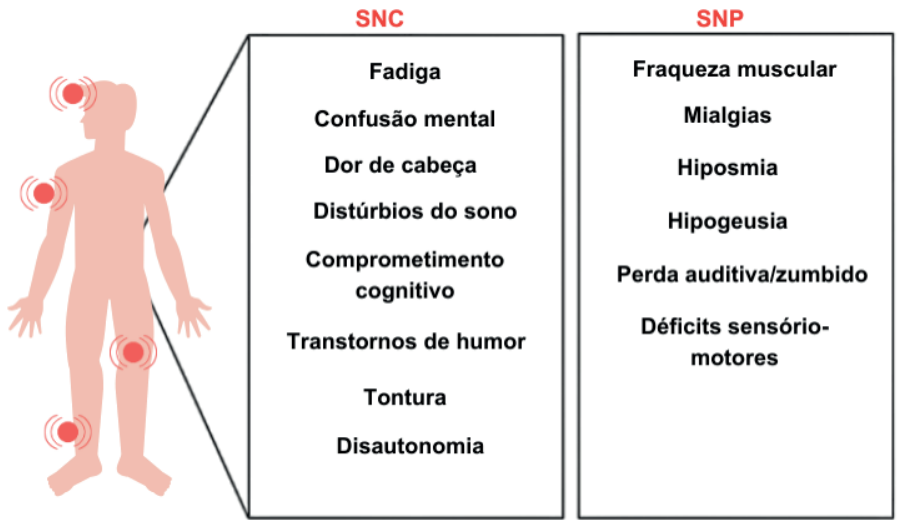 SNC
Fadiga
Confusão mental
Dor de cabeça
Distúrbios do sono
Comprometimento
cognitivo
Transtornos de humor
Tontura
Disautonomia
SNP
Fraqueza muscular
Mialgias
Hiposmia
Hipogeusia
Perda auditiva/zumbido
Déficits sensório-
motores